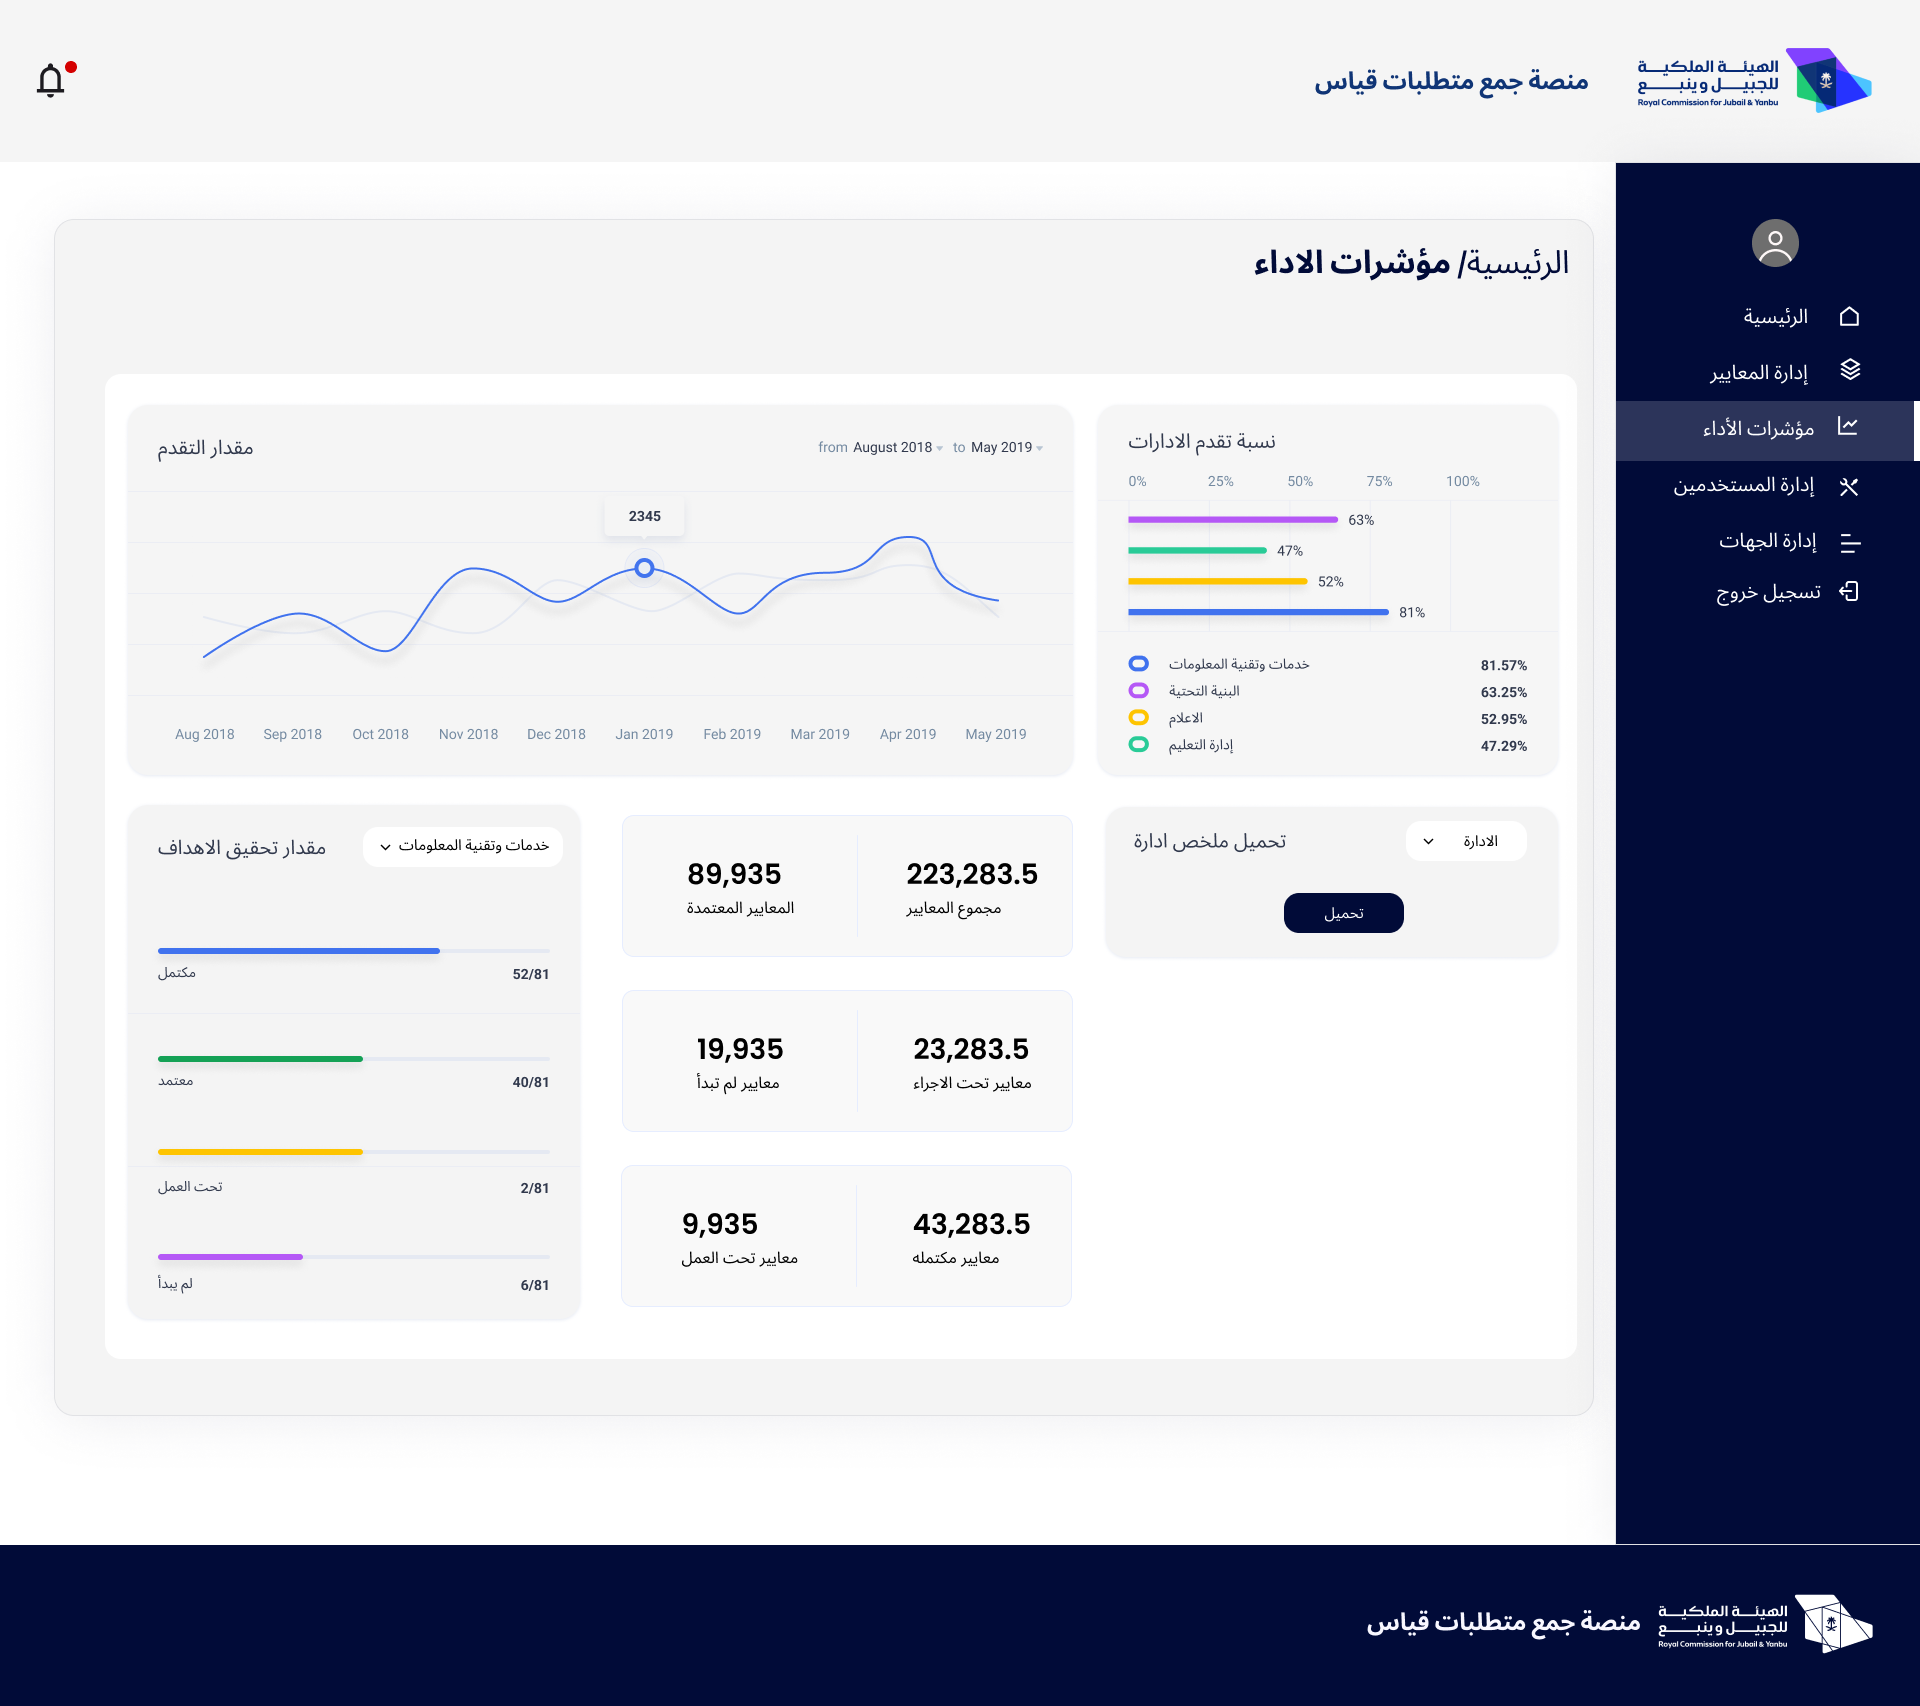 الهيئة الملكية
للجبيل وينبع
Royal Commission for Jubail & Yanbu
منصة جمع متطلبات قياس
الرئيسية
إدارة المعايير
مؤشرات الأداء
إدارة المستخدمين
إدارة الجهات
تسجيل خروج
الرئيسية/ مؤشرات الاداء
نسبة تقدم الادارات
0% 25% 50% 75% 100%
63%
47%
52%
81%
خدمات وتقنية المعلومات 81.57%
البنية التحتية 63.25%
الاعلام 52.95%
إدارة التعليم 47.29%
مقدار التقدم
from August 2018 to May 2019
2345
Aug 2018 Sep 2018 Oct 2018 Nov 2018 Dec 2018 Jan 2019 Feb 2019 Mar 2019 Apr 2019 May 2019
تحميل ملخص ادارة
الادارة
تحميل
223,283.5
مجموع المعايير
89,935
المعايير المعتمدة
23,283.5
معايير تحت الاجراء
19,935
معايير لم تبدأ
43,283.5
معايير مكتمله
9,935
معايير تحت العمل
مقدار تحقيق الاهداف
خدمات وتقنية المعلومات
مكتمل 52/81
معتمد 40/81
تحت العمل 2/81
لم يبدأ 6/81
الهيئة الملكية
للجبيل وينبع
Royal Commission for Jubail & Yanbu
منصة جمع متطلبات قياس